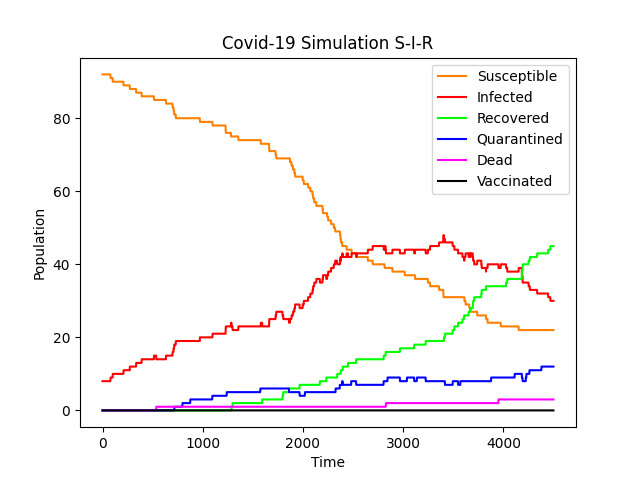 Covid-19 Simulation S-I-R
Susceptible
Infected
Recovered
Quarantined
Dead
Vaccinated
Population
80
60
40
20
0
0 1000 2000 3000 4000
Time